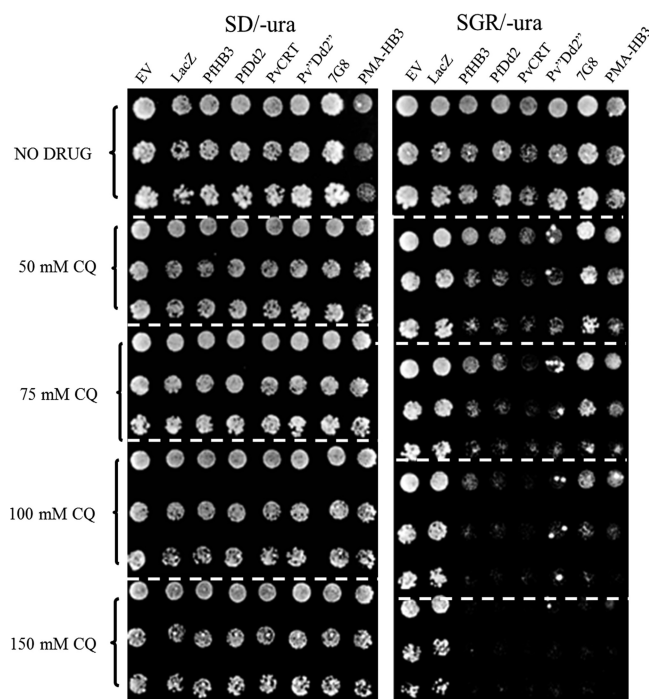 SD/-ura
SGR/-ura
EV LacZ PfHB3 PfDd2 PvCRT Pv"Dd2" 7G8 PMA-HB3
EV LacZ PfHB3 PfDd2 PvCRT Pv"Dd2" 7G8 PMA-HB3
NO DRUG
50 mM CQ
75 mM CQ
100 mM CQ
150 mM CQ